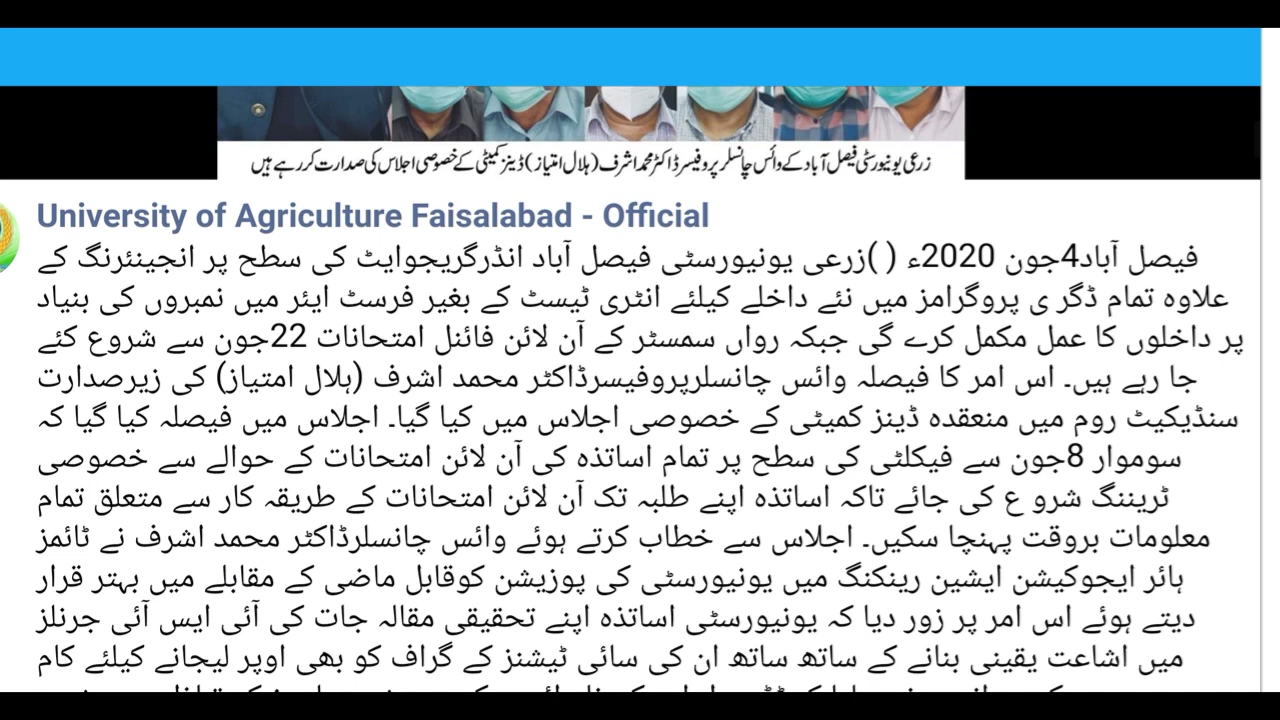 زرعی یونیورسٹی فیصل آباد کے وائس چانسلر پروفیسر ڈاکٹر محمد اشرف (ہلال امتیاز) ڈینز کمیٹی کے خصوصی اجلاس کی صدارت کر رہے ہیں
University of Agriculture Faisalabad - Official
فیصل آباد4جون 2020ء ( )زرعی یونیورسٹی فیصل آباد انڈرگریجوایٹ کی سطح پر انجینئرنگ کے
علاوہ تمام ڈگر ی پروگرامز میں نئے داخلے کیلئے انٹری ٹیسٹ کے بغیر فرسٹ ایئر میں نمبروں کی بنیاد
پر داخلوں کا عمل مکمل کرے گی جبکہ رواں سمسٹر کے آن لائن فائنل امتحانات 22جون سے شروع کئے
جا رہے ہیں۔ اس امر کا فیصلہ وائس چانسلرپروفیسرڈاکٹر محمد اشرف (ہلال امتیاز) کی زیرصدارت
سنڈیکیٹ روم میں منعقدہ ڈینز کمیٹی کے خصوصی اجلاس میں کیا گیا۔ اجلاس میں فیصلہ کیا گیا کہ
سوموار 8جون سے فیکلٹی کی سطح پر تمام اساتذہ کی آن لائن امتحانات کے حوالے سے خصوصی
ٹریننگ شرو ع کی جائے تاکہ اساتذہ اپنے طلبہ تک آن لائن امتحانات کے طریقہ کار سے متعلق تمام
معلومات بروقت پہنچا سکیں۔ اجلاس سے خطاب کرتے ہوئے وائس چانسلرڈاکٹر محمد اشرف نے ٹائمز
ہائر ایجوکیشن ایشین رینکنگ میں یونیورسٹی کی پوزیشن کوقابل ماضی کے مقابلے میں بہتر قرار
دیتے ہوئے اس امر پر زور دیا کہ یونیورسٹی اساتذہ اپنے تحقیقی مقالہ جات کی آئی ایس آئی جرنلز
میں اشاعت یقینی بنانے کے ساتھ ساتھ ان کی سائی ٹیشنز کے گراف کو بھی اوپر لیجانے کیلئے کام